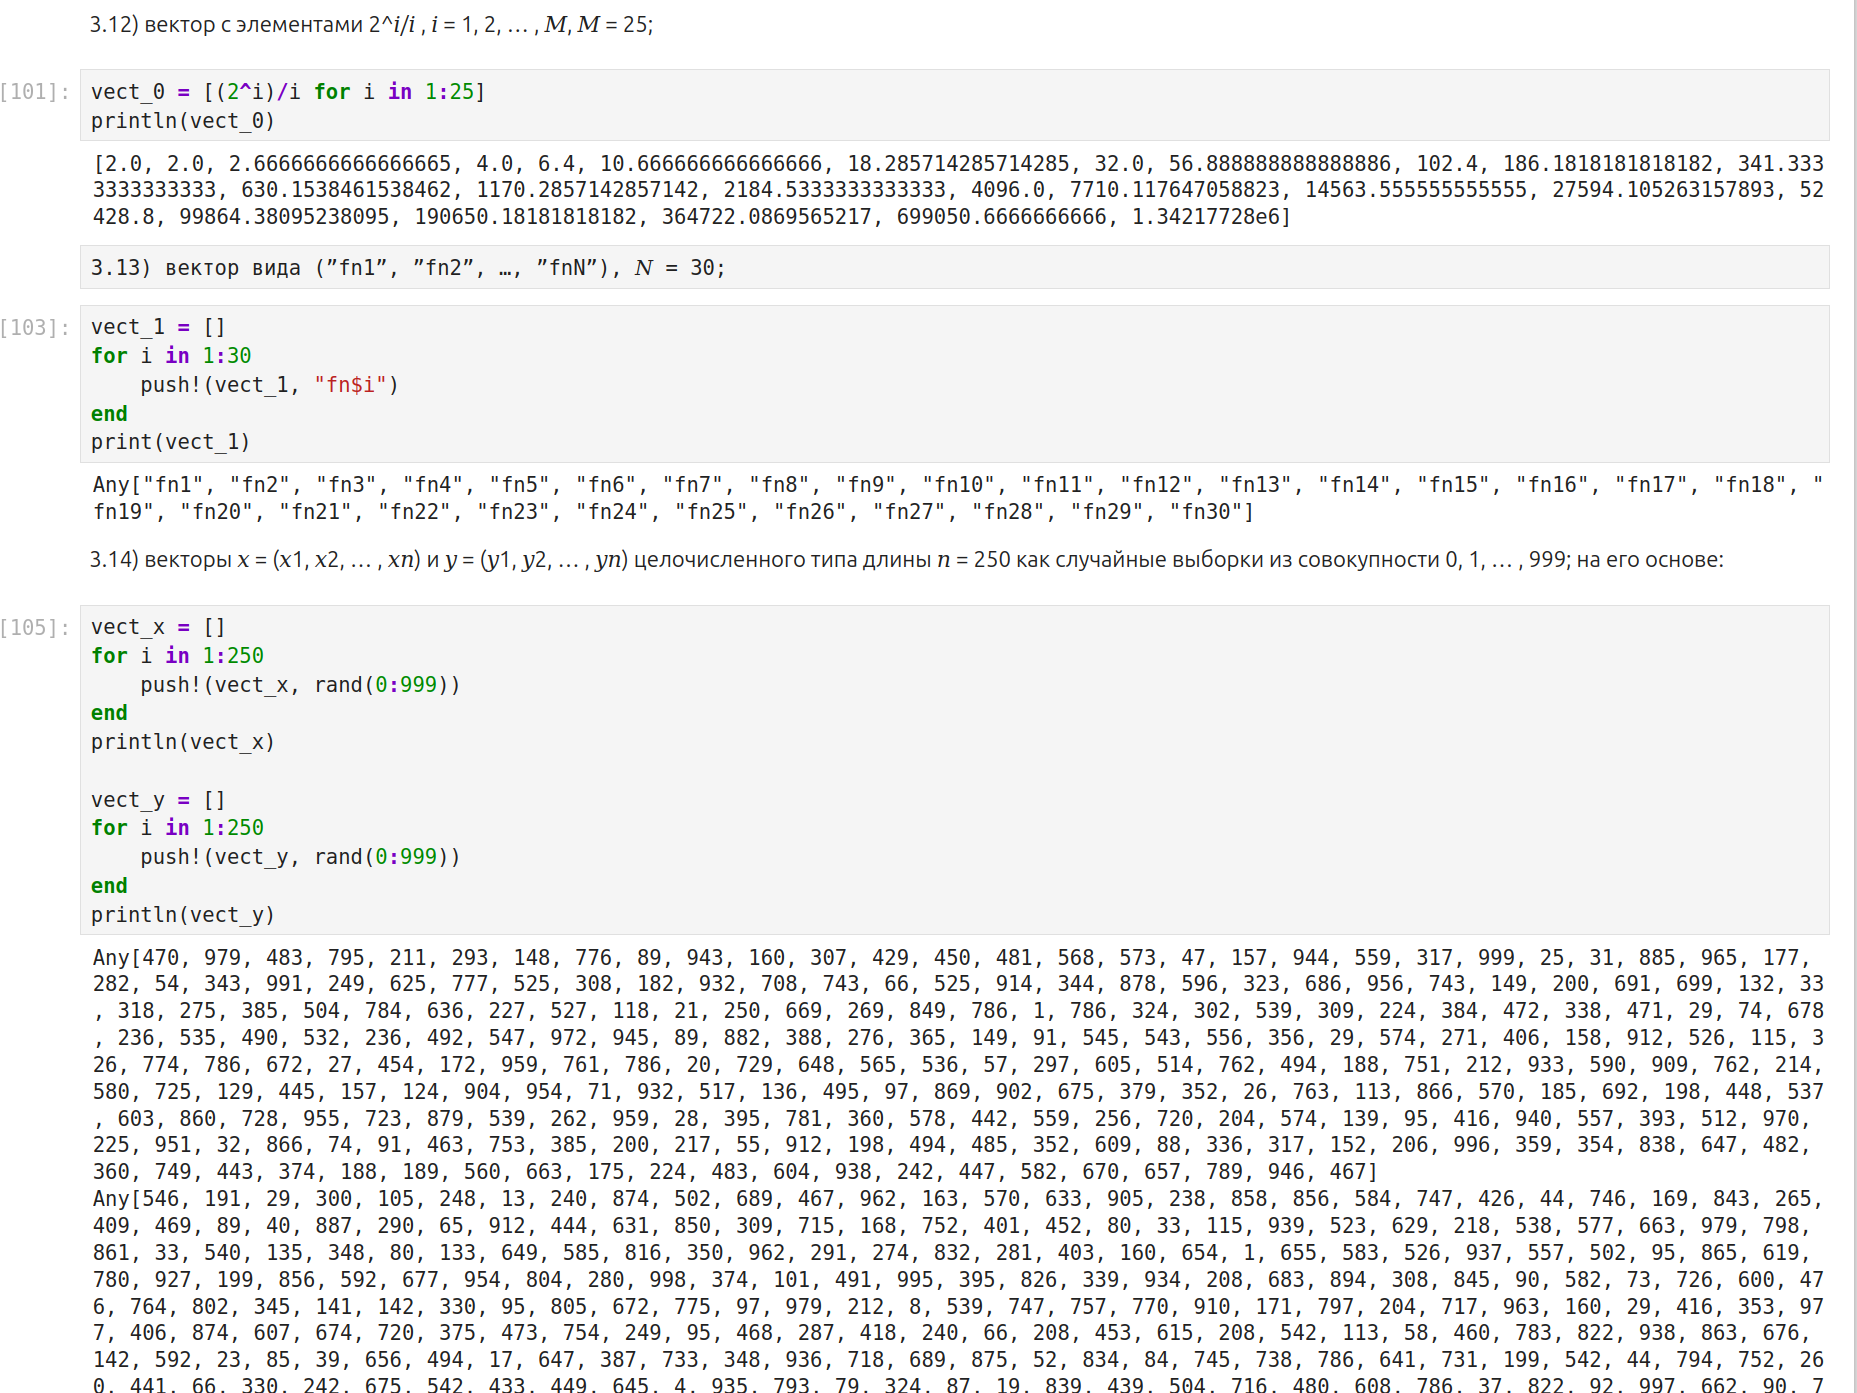 3.12) вектор с элементами 2^i/i , i = 1, 2, … , M, M = 25;
[101]:
vect_0 = [(2^i)/i for i in 1:25]
println(vect_0)
[2.0, 2.0, 2.6666666666666665, 4.0, 6.4, 10.666666666666666, 18.285714285714285, 32.0, 56.888888888888886, 102.4, 186.1818181818182, 341.333
3333333333, 630.1538461538462, 1170.2857142857142, 2184.5333333333333, 4096.0, 7710.117647058823, 14563.555555555555, 27594.105263157893, 52
428.8, 99864.38095238095, 190650.18181818182, 364722.0869565217, 699050.6666666666, 1.34217728e6]
3.13) вектор вида (”fn1”, ”fn2”, …, ”fnN”), N = 30;
[103]:
vect_1 = []
for i in 1:30
    push!(vect_1, "fn$i")
end
print(vect_1)
Any["fn1", "fn2", "fn3", "fn4", "fn5", "fn6", "fn7", "fn8", "fn9", "fn10", "fn11", "fn12", "fn13", "fn14", "fn15", "fn16", "fn17", "fn18", "
fn19", "fn20", "fn21", "fn22", "fn23", "fn24", "fn25", "fn26", "fn27", "fn28", "fn29", "fn30"]
3.14) векторы x = (x1, x2, … , xn) и y = (y1, y2, … , yn) целочисленного типа длины n = 250 как случайные выборки из совокупности 0, 1, … , 999; на его основе:
[105]:
vect_x = []
for i in 1:250
    push!(vect_x, rand(0:999))
end
println(vect_x)
vect_y = []
for i in 1:250
    push!(vect_y, rand(0:999))
end
println(vect_y)
Any[470, 979, 483, 795, 211, 293, 148, 776, 89, 943, 160, 307, 429, 450, 481, 568, 573, 47, 157, 944, 559, 317, 999, 25, 31, 885, 965, 177,
282, 54, 343, 991, 249, 625, 777, 525, 308, 182, 932, 708, 743, 66, 525, 914, 344, 878, 596, 323, 686, 956, 743, 149, 200, 691, 699, 132, 33
, 318, 275, 385, 504, 784, 636, 227, 527, 118, 21, 250, 669, 269, 849, 786, 1, 786, 324, 302, 539, 309, 224, 384, 472, 338, 471, 29, 74, 678
, 236, 535, 490, 532, 236, 492, 547, 972, 945, 89, 882, 388, 276, 365, 149, 91, 545, 543, 556, 356, 29, 574, 271, 406, 158, 912, 526, 115, 3
26, 774, 786, 672, 27, 454, 172, 959, 761, 786, 20, 729, 648, 565, 536, 57, 297, 605, 514, 762, 494, 188, 751, 212, 933, 590, 909, 762, 214,
580, 725, 129, 445, 157, 124, 904, 954, 71, 932, 517, 136, 495, 97, 869, 902, 675, 379, 352, 26, 763, 113, 866, 570, 185, 692, 198, 448, 537
, 603, 860, 728, 955, 723, 879, 539, 262, 959, 28, 395, 781, 360, 578, 442, 559, 256, 720, 204, 574, 139, 95, 416, 940, 557, 393, 512, 970,
225, 951, 32, 866, 74, 91, 463, 753, 385, 200, 217, 55, 912, 198, 494, 485, 352, 609, 88, 336, 317, 152, 206, 996, 359, 354, 838, 647, 482,
360, 749, 443, 374, 188, 189, 560, 663, 175, 224, 483, 604, 938, 242, 447, 582, 670, 657, 789, 946, 467]
Any[546, 191, 29, 300, 105, 248, 13, 240, 874, 502, 689, 467, 962, 163, 570, 633, 905, 238, 858, 856, 584, 747, 426, 44, 746, 169, 843, 265,
409, 469, 89, 40, 887, 290, 65, 912, 444, 631, 850, 309, 715, 168, 752, 401, 452, 80, 33, 115, 939, 523, 629, 218, 538, 577, 663, 979, 798,
861, 33, 540, 135, 348, 80, 133, 649, 585, 816, 350, 962, 291, 274, 832, 281, 403, 160, 654, 1, 655, 583, 526, 937, 557, 502, 95, 865, 619,
780, 927, 199, 856, 592, 677, 954, 804, 280, 998, 374, 101, 491, 995, 395, 826, 339, 934, 208, 683, 894, 308, 845, 90, 582, 73, 726, 600, 47
6, 764, 802, 345, 141, 142, 330, 95, 805, 672, 775, 97, 979, 212, 8, 539, 747, 757, 770, 910, 171, 797, 204, 717, 963, 160, 29, 416, 353, 97
7, 406, 874, 607, 674, 720, 375, 473, 754, 249, 95, 468, 287, 418, 240, 66, 208, 453, 615, 208, 542, 113, 58, 460, 783, 822, 938, 863, 676,
142, 592, 23, 85, 39, 656, 494, 17, 647, 387, 733, 348, 936, 718, 689, 875, 52, 834, 84, 745, 738, 786, 641, 731, 199, 542, 44, 794, 752, 26
0, 441, 66, 330, 242, 675, 542, 433, 449, 645, 4, 935, 793, 79, 324, 87, 19, 839, 439, 504, 716, 480, 608, 786, 37, 822, 92, 997, 662, 90, 7